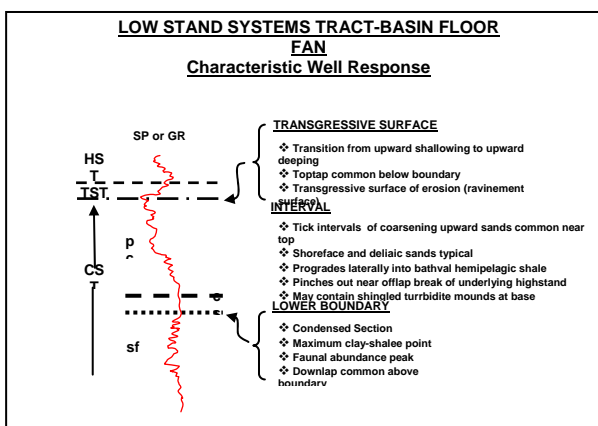 LOW STAND SYSTEMS TRACT-BASIN FLOOR
FAN
Characteristic Well Response
SP or GR
HS
T
TST
CS
T
sf
TRANSGRESSIVE SURFACE
❖ Transition from upward shallowing to upward
deeping
❖ Toptap common below boundary
❖ Transgressive surface of erosion (ravinement
surface)
INTERVAL
❖ Tick intervals of coarsening upward sands common near
top
❖ Shoreface and deliaic sands typical
❖ Progrades laterally into bathval hemipelagic shale
❖ Pinches out near offlap break of underlying highstand
❖ May contain shingled turrbidite mounds at base
LOWER BOUNDARY
❖ Condensed Section
❖ Maximum clay-shalee point
❖ Faunal abundance peak
❖ Downlap common above
boundary